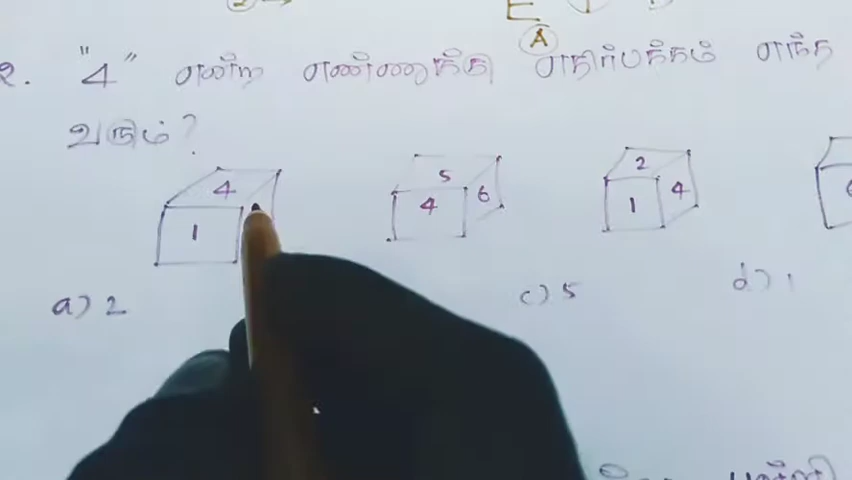 E
A
2. "4" என்ற எண்ணுக்கு எதிர்பக்கம் எந்த
வரும்?
4 5 2
1 4 6 1 4
a) 2 c) 5 d) 1